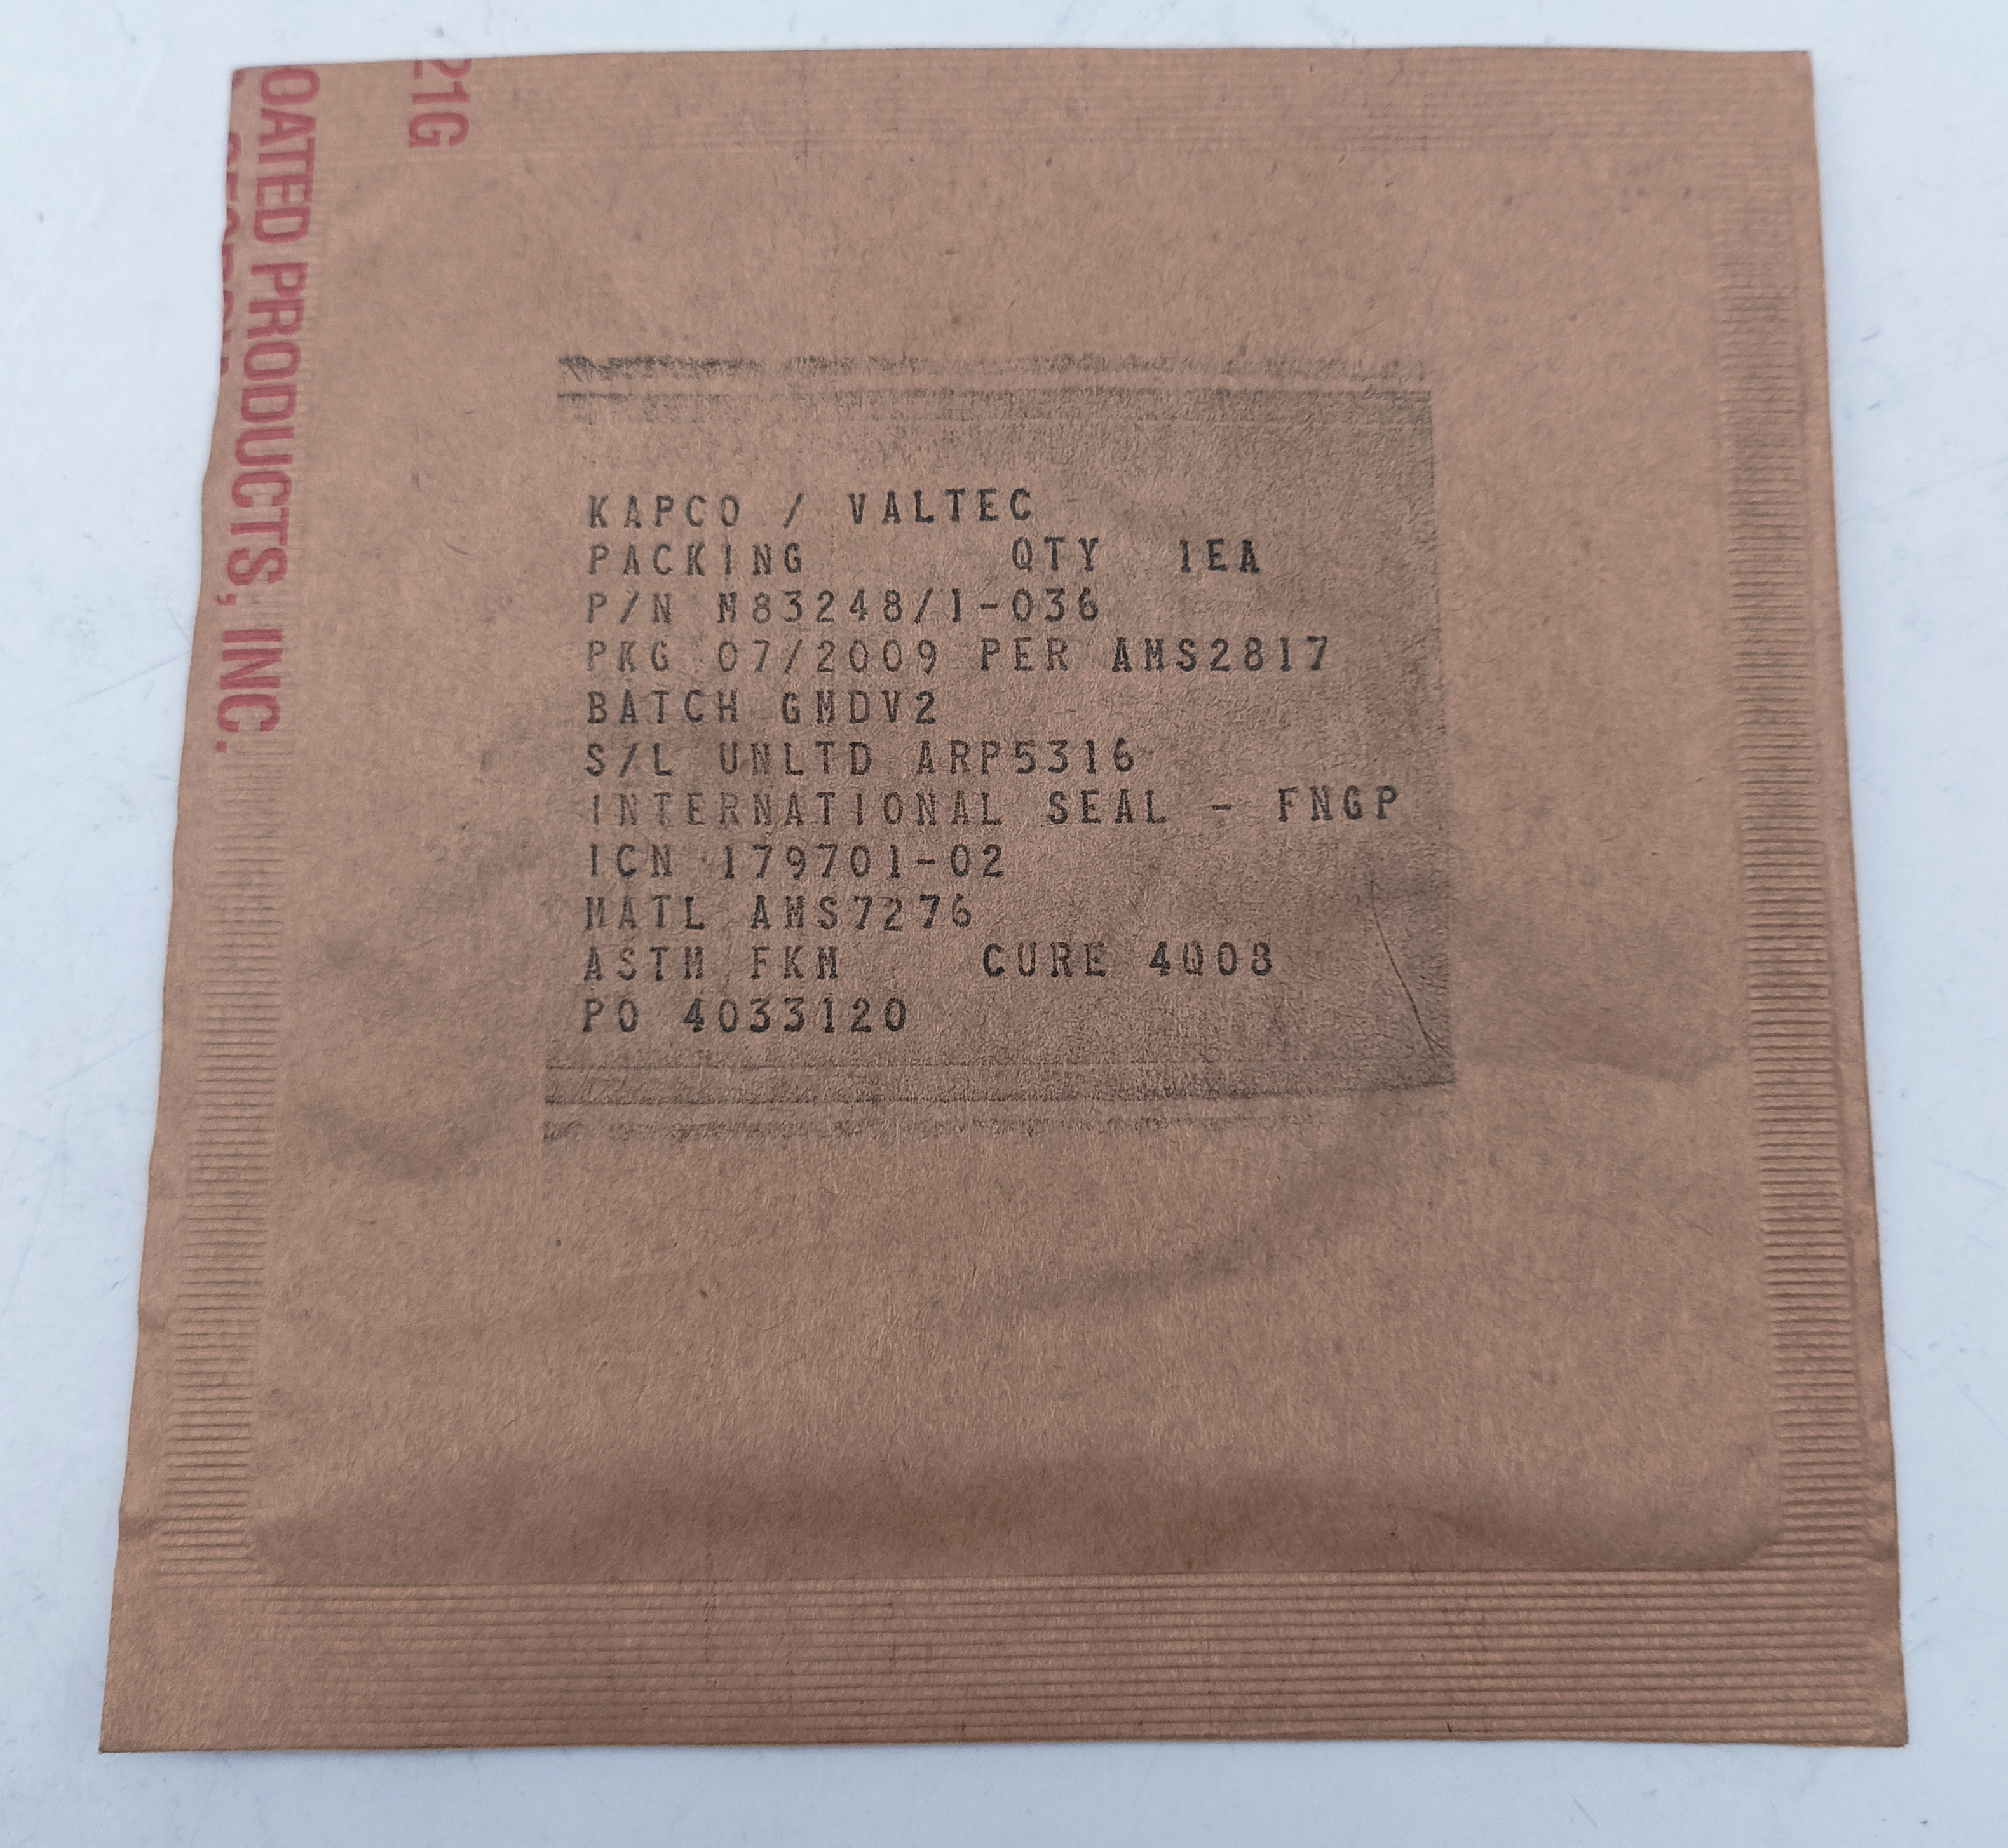 21G
OATED PRODUCTS, INC.
KAPCO / VALTEC
PACKING QTY 1EA
P/N M83248/1-036
PKG 07/2009 PER AMS2817
BATCH GMDV2
S/L UNLTD ARP5316
INTERNATIONAL SEAL - FNGP
ICN 179701-02
MATL AMS7276
ASTM FKM CURE 4Q08
PO 4033120